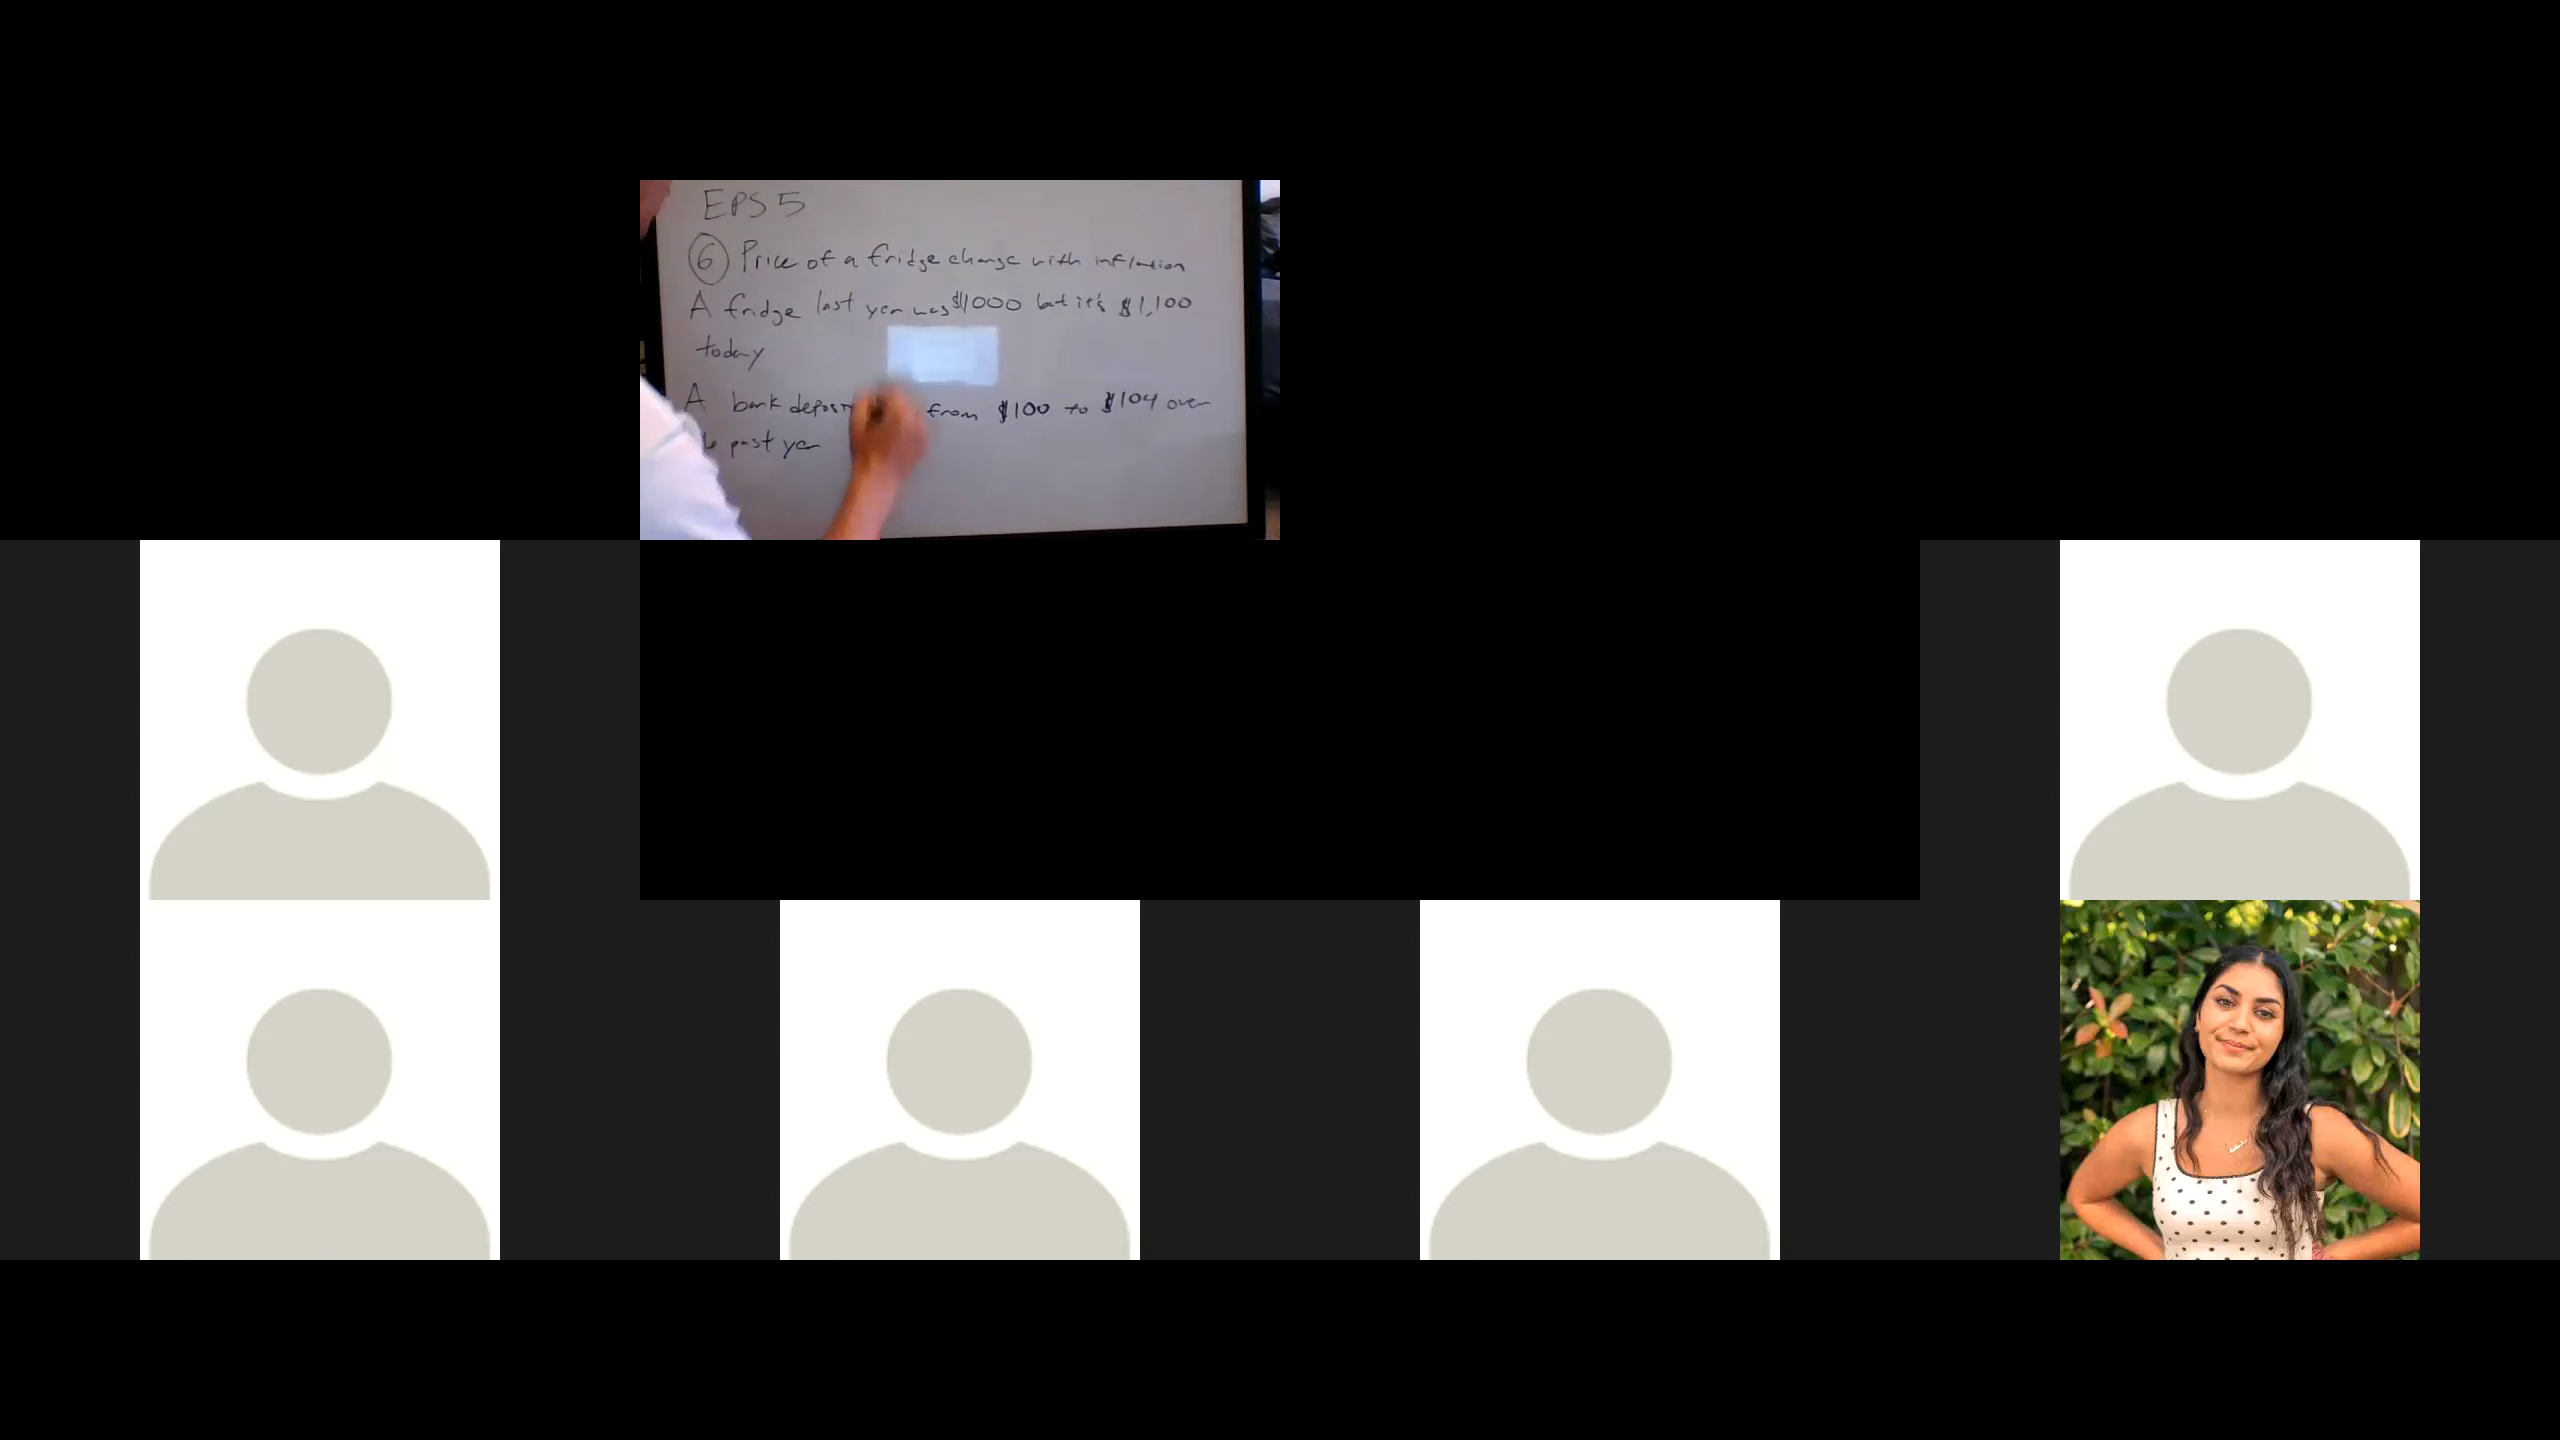 EPS 5
6 Price of a fridge change with inflation
A fridge last year was $1000 but it's $1,100
today
A bank depos from $100 to $104 over
past year